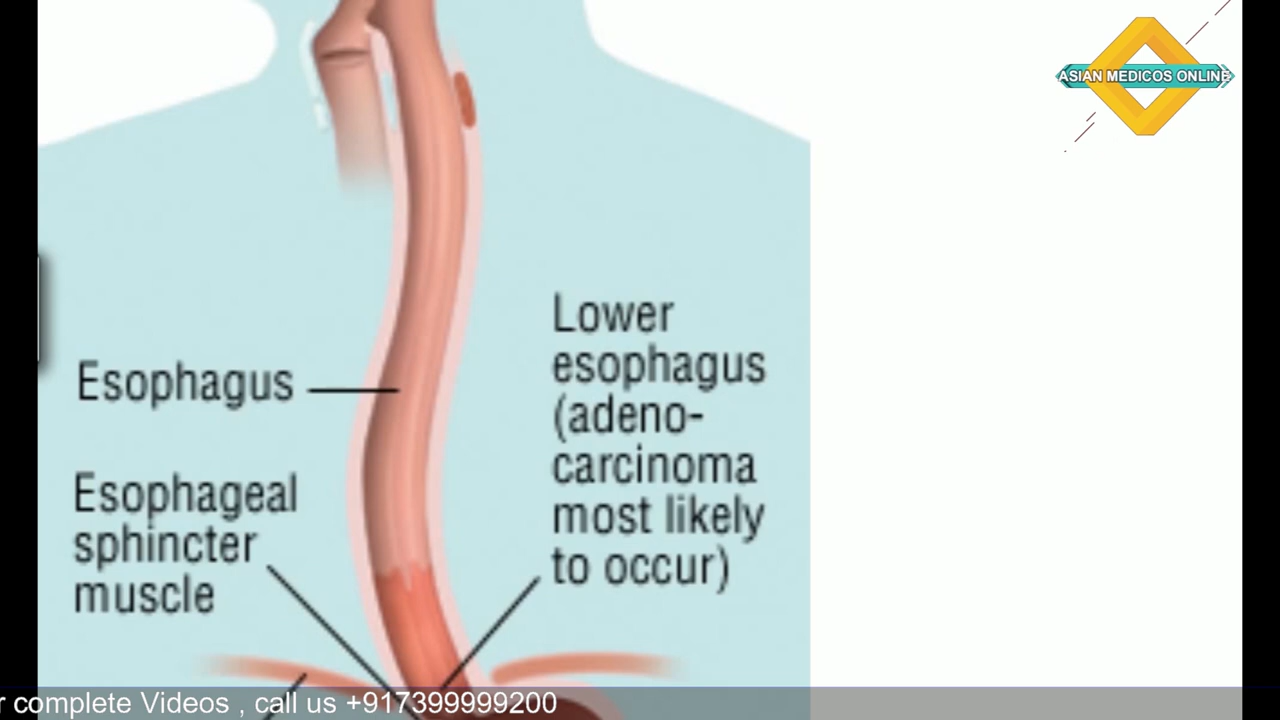 ASIAN MEDICOS ONLINE
Lower
esophagus
(adeno-
carcinoma
most likely
to occur)
Esophagus
Esophageal
sphincter
muscle
complete Videos , call us +917399999200